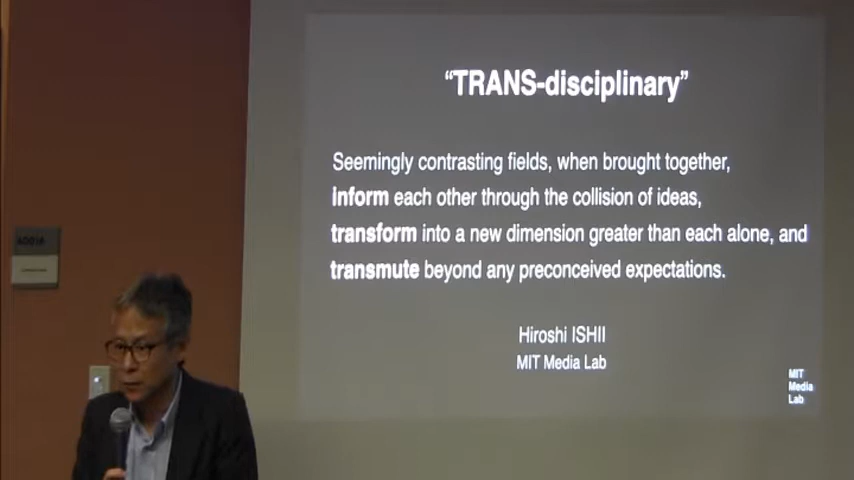 “TRANS-disciplinary”
Seemingly contrasting fields, when brought together,
inform each other through the collision of ideas,
transform into a new dimension greater than each alone, and
transmute beyond any preconceived expectations.
Hiroshi ISHII
MIT Media Lab
MIT
Media
Lab